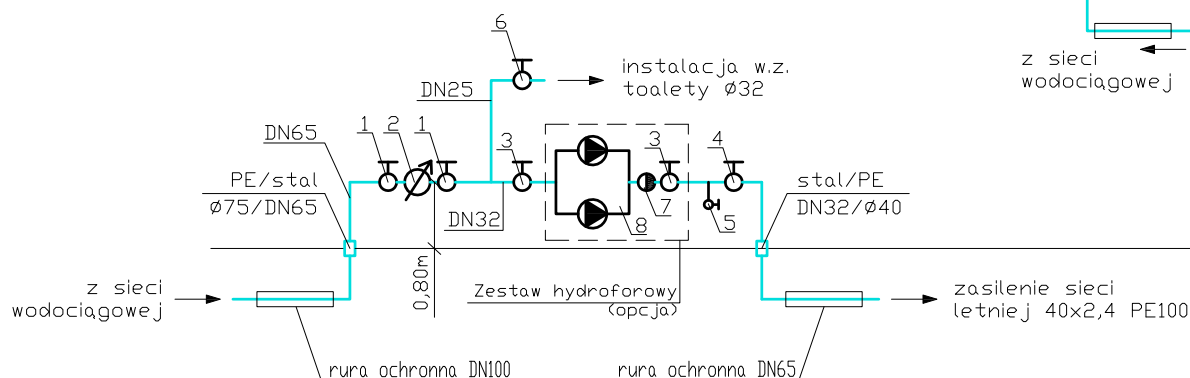 6
instalacja w.z.
toalety Ø32
z sieci
wodociągowej
DN25
DN65
1
2
1
3
3
4
PE/stal
Ø75/DN65
stal/PE
DN32/Ø40
DN32
8
7
5
0,80m
z sieci
wodociągowej
Zestaw hydroforowy
(opcja)
zasilenie sieci
letniej 40x2,4 PE100
rura ochronna DN100
rura ochronna DN65